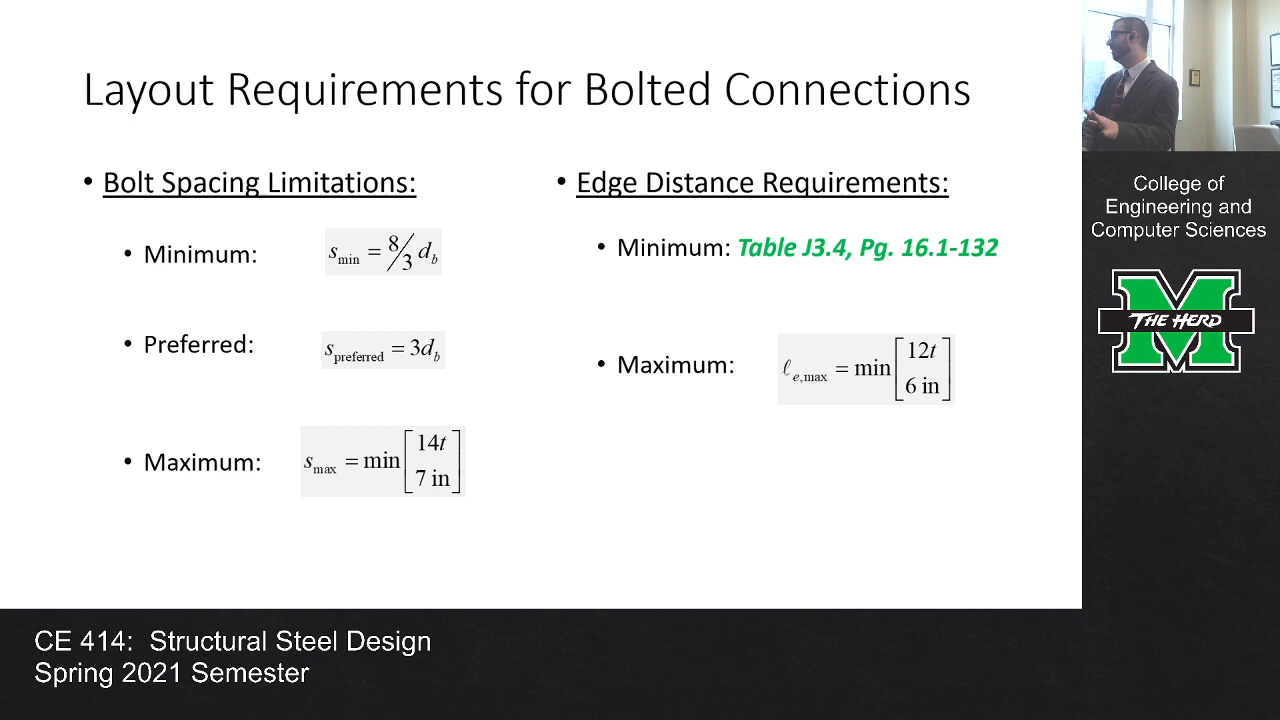 Layout Requirements for Bolted Connections
• Bolt Spacing Limitations:
• Minimum: s_min = 8/3 d_b
• Preferred: s_preferred = 3d_b
• Maximum: s_max = min[14t
7 in]
• Edge Distance Requirements:
• Minimum: Table J3.4, Pg. 16.1-132
• Maximum: ℓ_e,max = min[12t
6 in]
College of
Engineering and
Computer Sciences
THE HERD
CE 414: Structural Steel Design
Spring 2021 Semester